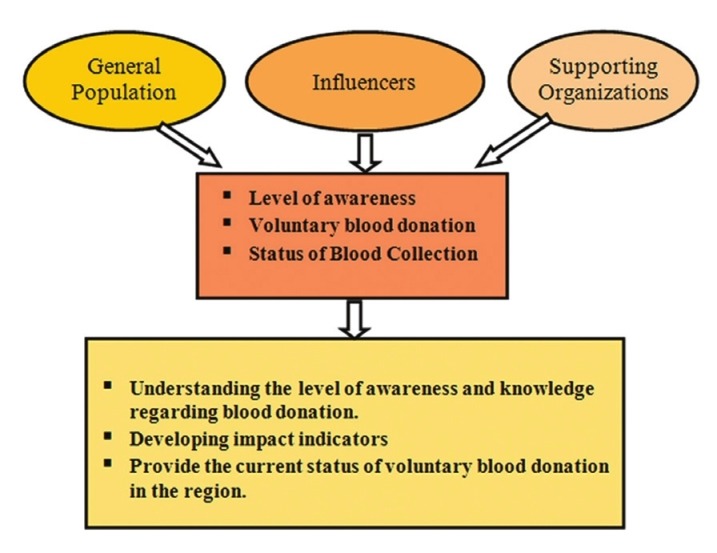 General
Population
Influencers
Supporting
Organizations
▪ Level of awareness
▪ Voluntary blood donation
▪ Status of Blood Collection
▪ Understanding the level of awareness and knowledge
regarding blood donation.
▪ Developing impact indicators
▪ Provide the current status of voluntary blood donation
in the region.